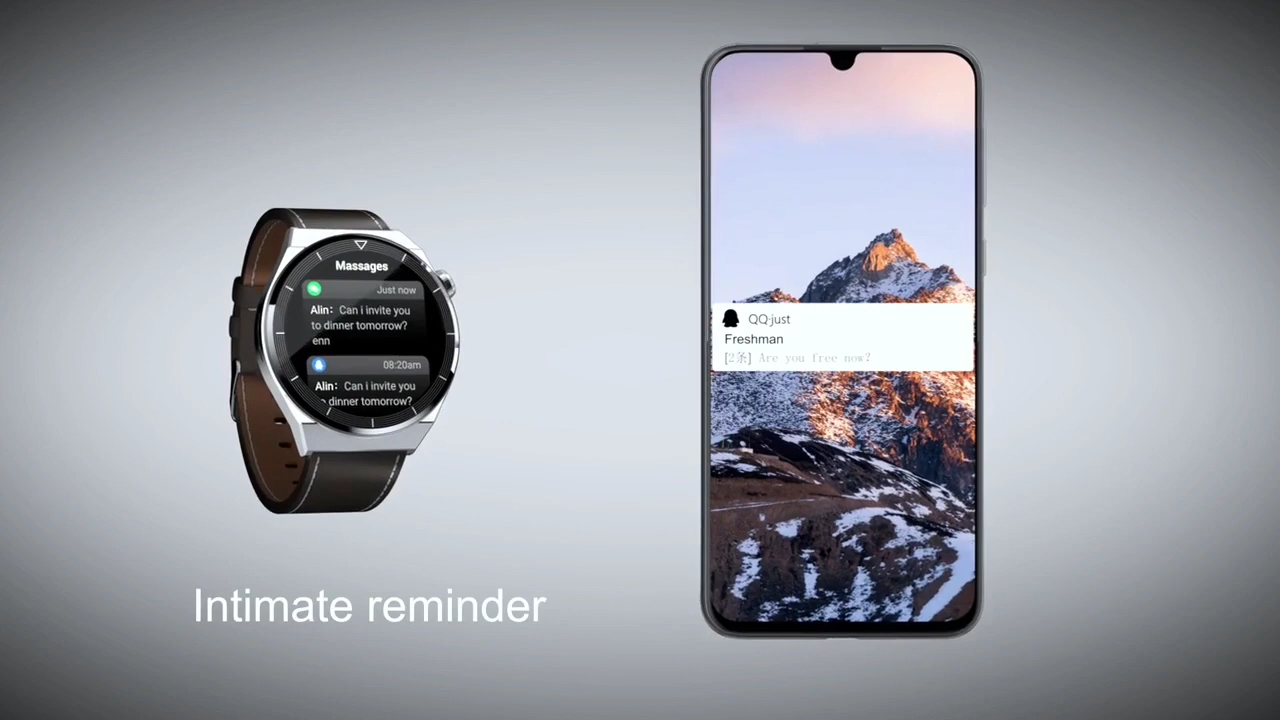 Massages
Just now
Alin: Can i invite you
to dinner tomorrow?
enn
08:20am
Alin: Can i invite you
to dinner tomorrow?
QQ·just
Freshman
[2条] Are you free now?
Intimate reminder